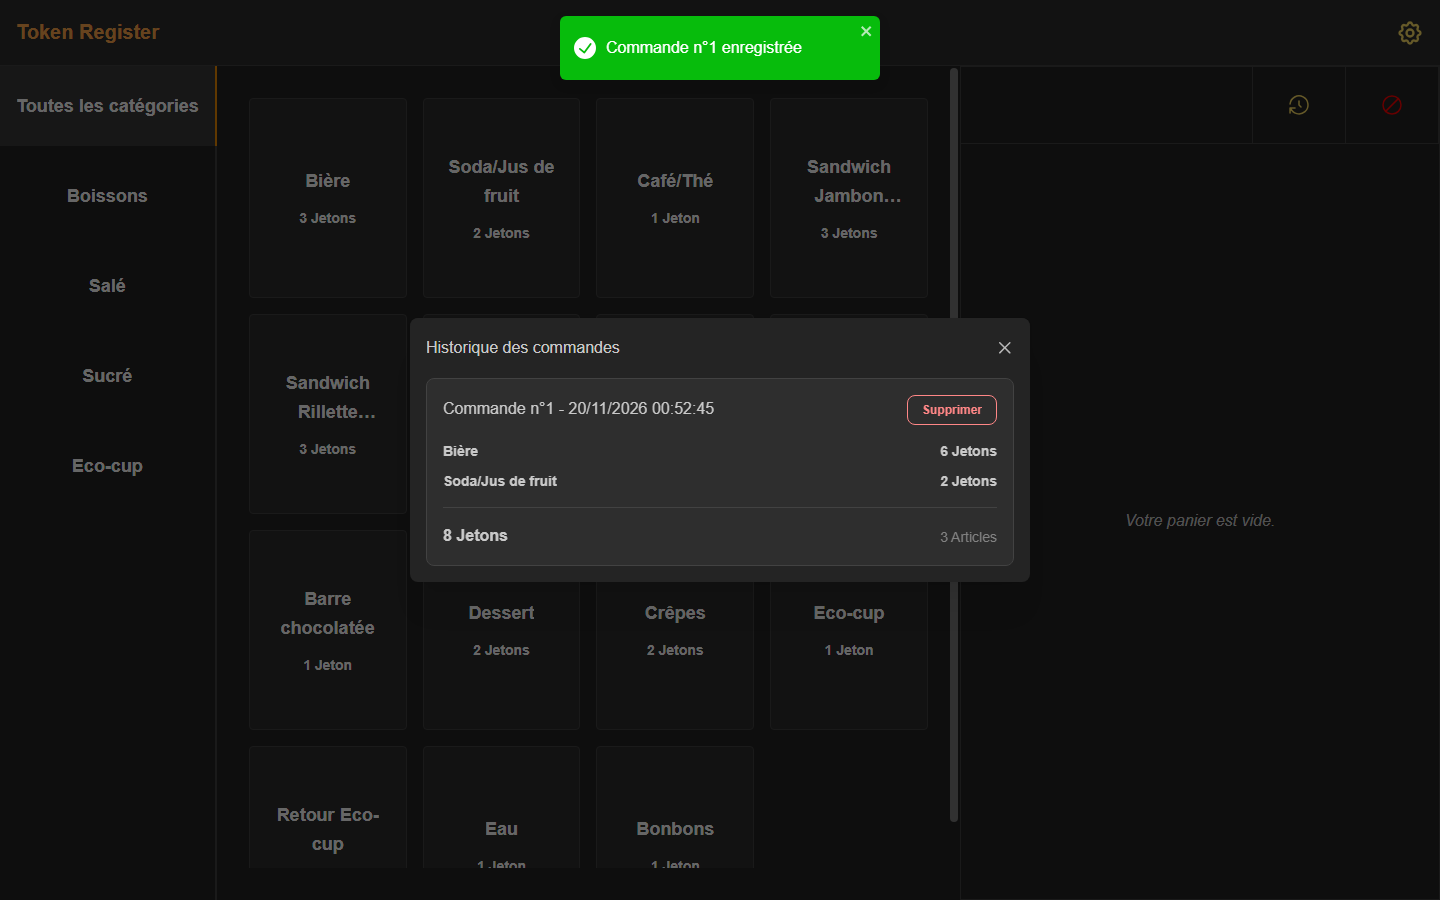 Token Register
Commande n°1 enregistrée
Toutes les catégories
Boissons
Salé
Sucré
Eco-cup
Bière
3 Jetons
Soda/Jus de
fruit
2 Jetons
Café/Thé
1 Jeton
Sandwich
Jambon…
3 Jetons
Sandwich
Rillette…
3 Jetons
Historique des commandes
Commande n°1 - 20/11/2026 00:52:45
Supprimer
Bière
6 Jetons
Soda/Jus de fruit
2 Jetons
8 Jetons
3 Articles
Barre
chocolatée
1 Jeton
Dessert
2 Jetons
Crêpes
2 Jetons
Eco-cup
1 Jeton
Retour Eco-
cup
Eau
1 Jeton
Bonbons
1 Jeton
Votre panier est vide.